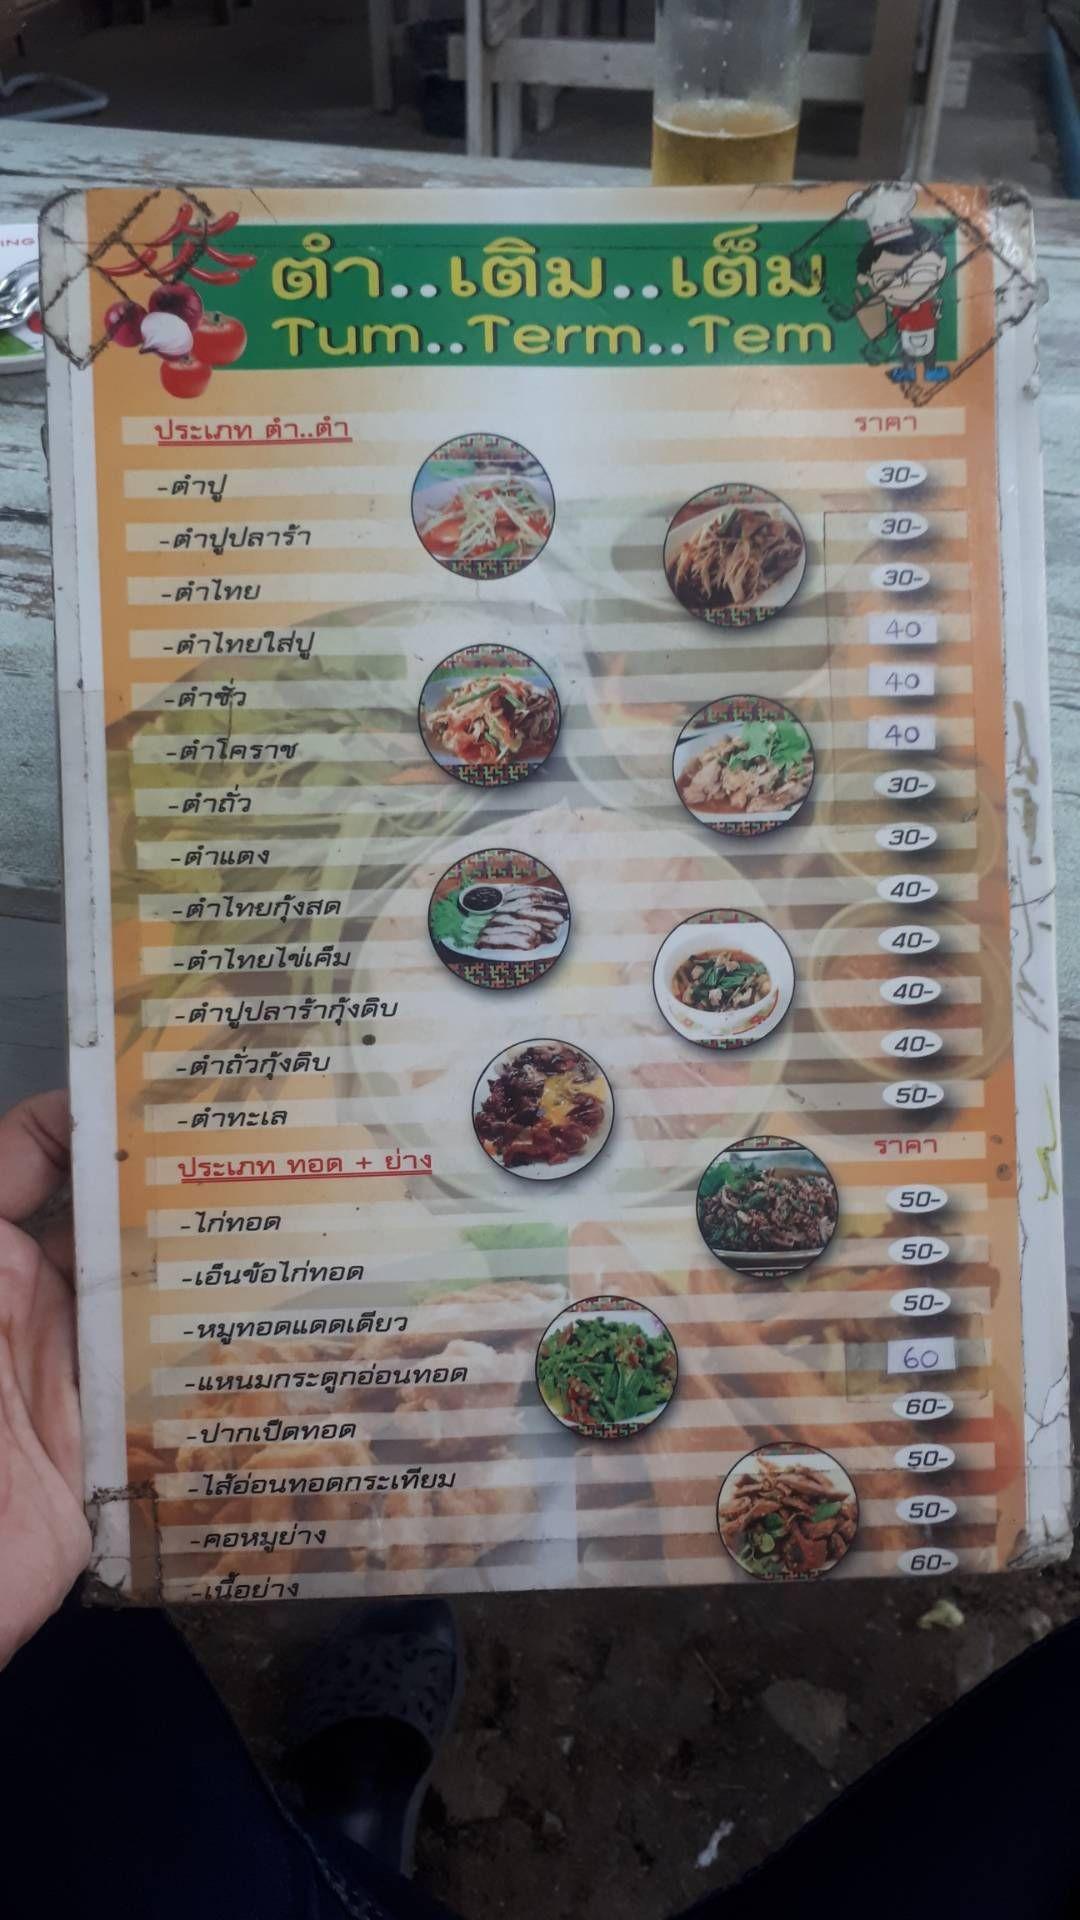 ING
ตำ..เติม..เต็ม
Tum..Term..Tem
ประเภท ตำ..ตำ ราคา
-ตำปู 30-
-ตำปูปลาร้า 30-
-ตำไทย 30-
-ตำไทยใส่ปู 40
-ตำซั่ว 40
-ตำโคราช 40
-ตำถั่ว 30-
-ตำแตง 30-
-ตำไทยกุ้งสด 40-
-ตำไทยไข่เค็ม 40-
-ตำปูปลาร้ากุ้งดิบ 40-
-ตำถั่วกุ้งดิบ 40-
-ตำทะเล 50-
ประเภท ทอด + ย่าง ราคา
-ไก่ทอด 50-
-เอ็นข้อไก่ทอด 50-
-หมูทอดแดดเดียว 50-
-แหนมกระดูกอ่อนทอด 60
-ปากเป็ดทอด 60-
-ไส้อ่อนทอดกระเทียม 50-
-คอหมูย่าง 50-
-เนื้อย่าง 60-